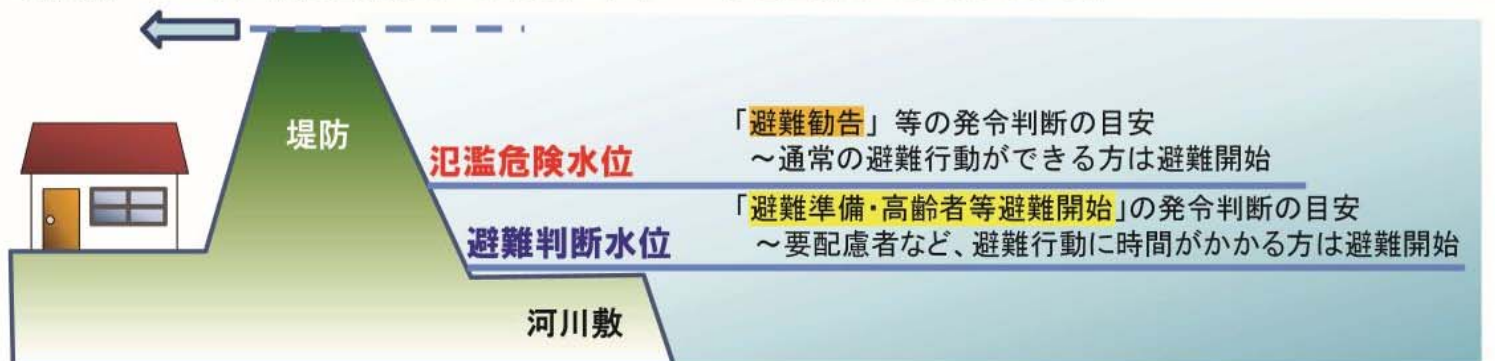 堤防
氾濫危険水位
「避難勧告」等の発令判断の目安
～通常の避難行動ができる方は避難開始
避難判断水位
「避難準備・高齢者等避難開始」の発令判断の目安
～要配慮者など、避難行動に時間がかかる方は避難開始
河川敷